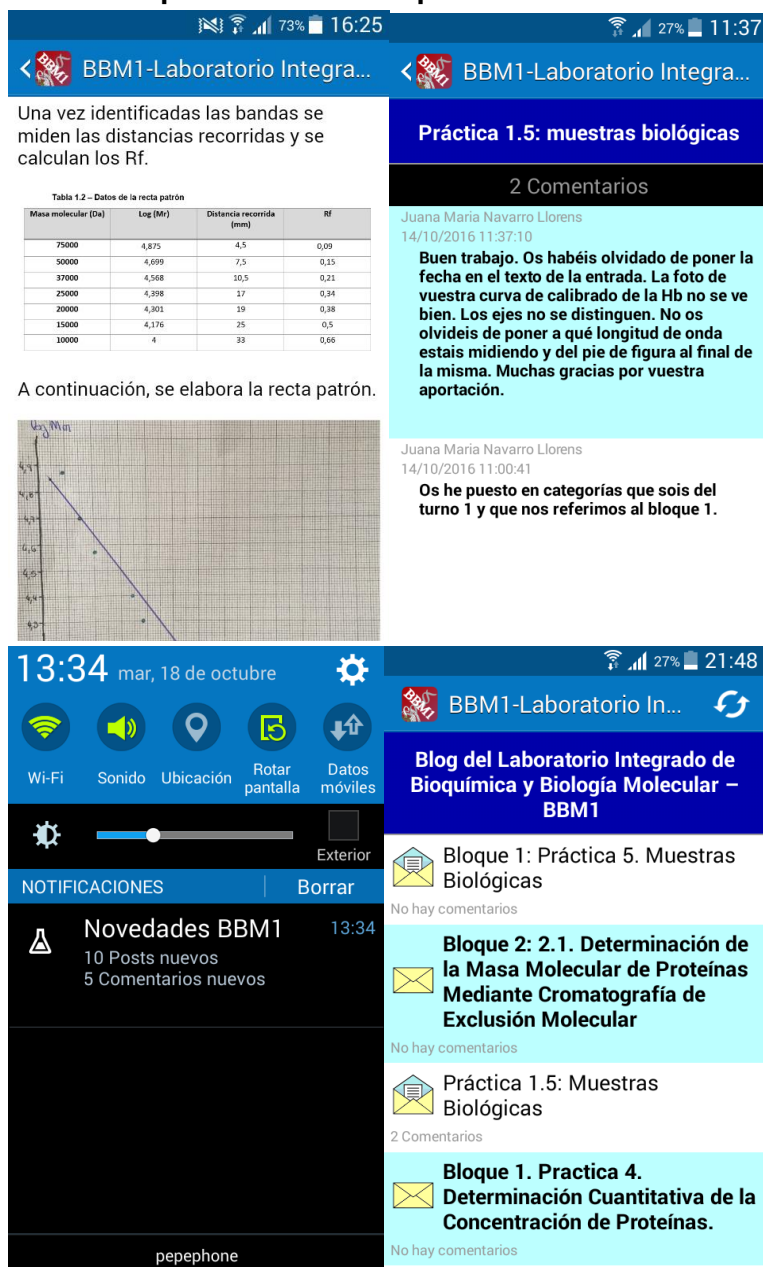 73% 16:25
BBM1-Laboratorio Integra...
Una vez identificadas las bandas se
miden las distancias recorridas y se
calculan los Rf.
Tabla 1.2 – Datos de la recta patrón
Masa molecular (Da) Log (Mr) Distancia recorrida (mm) Rf
75000 4,875 4,5 0,09
50000 4,699 7,5 0,15
37000 4,568 10,5 0,21
25000 4,398 17 0,34
20000 4,301 19 0,38
15000 4,176 25 0,5
10000 4 33 0,66
A continuación, se elabora la recta patrón.
4,9
4,8
4,7
4,6
4,5
4,4
27% 11:37
BBM1
BBM1-Laboratorio Integra...
Práctica 1.5: muestras biológicas
2 Comentarios
Juana Maria Navarro Llorens
14/10/2016 11:37:10
Buen trabajo. Os habéis olvidado de poner la
fecha en el texto de la entrada. La foto de
vuestra curva de calibrado de la Hb no se ve
bien. Los ejes no se distinguen. No os
olvideis de poner a qué longitud de onda
estais midiendo y del pie de figura al final de
la misma. Muchas gracias por vuestra
aportación.
Juana Maria Navarro Llorens
14/10/2016 11:00:41
Os he puesto en categorías que sois del
turno 1 y que nos referimos al bloque 1.
13:34 mar, 18 de octubre
Wi-Fi Sonido Ubicación Rotar pantalla Datos móviles
Exterior
NOTIFICACIONES Borrar
Novedades BBM1 13:34
10 Posts nuevos
5 Comentarios nuevos
pepephone
27% 21:48
BBM1
BBM1-Laboratorio In...
Blog del Laboratorio Integrado de
Bioquímica y Biología Molecular –
BBM1
Bloque 1: Práctica 5. Muestras
Biológicas
No hay comentarios
Bloque 2: 2.1. Determinación de
la Masa Molecular de Proteínas
Mediante Cromatografía de
Exclusión Molecular
No hay comentarios
Práctica 1.5: Muestras
Biológicas
2 Comentarios
Bloque 1. Practica 4.
Determinación Cuantitativa de la
Concentración de Proteínas.
No hay comentarios